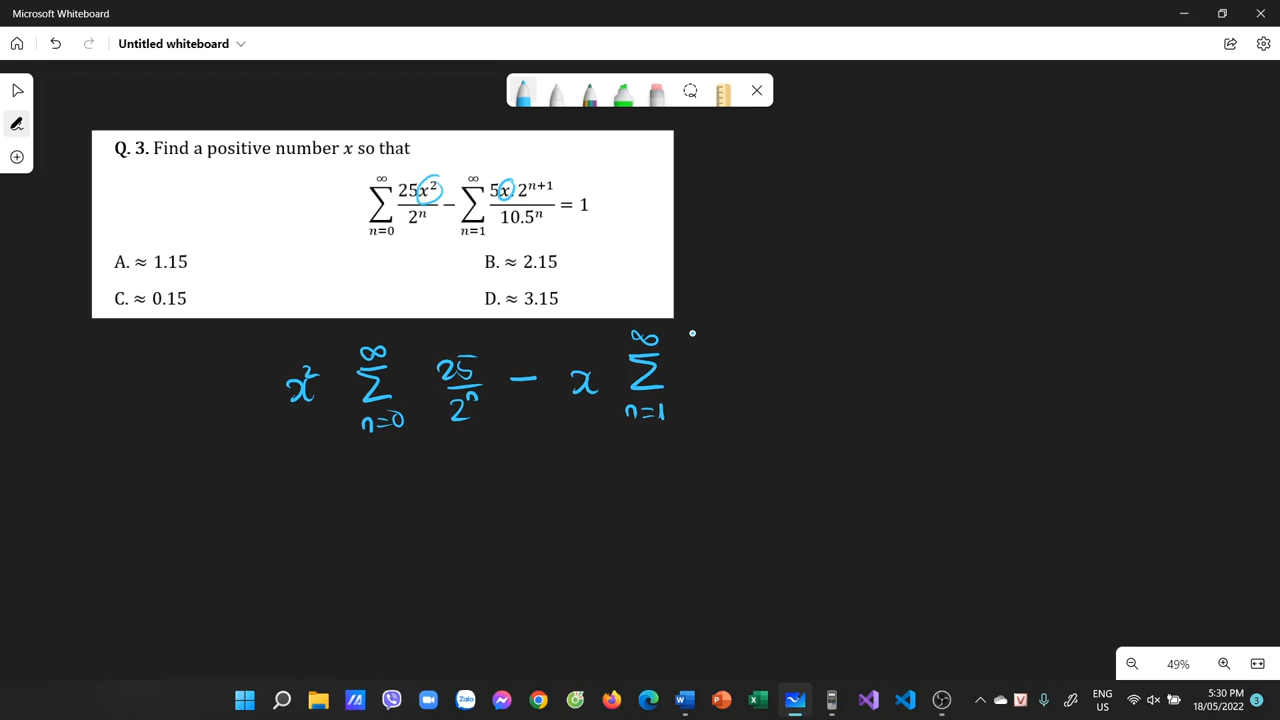 Microsoft Whiteboard
Untitled whiteboard
Q. 3. Find a positive number x so that
∑_{n=0}^{∞} 25x²/2ⁿ − ∑_{n=1}^{∞} 5x.2ⁿ⁺¹/10.5ⁿ = 1
A. ≈ 1.15 B. ≈ 2.15
C. ≈ 0.15 D. ≈ 3.15
x² ∑_{n=0}^{∞} 25/2ⁿ − x ∑_{n=1}^{∞}
49%
Zalo
V
ENG
US
5:30 PM
18/05/2022
3